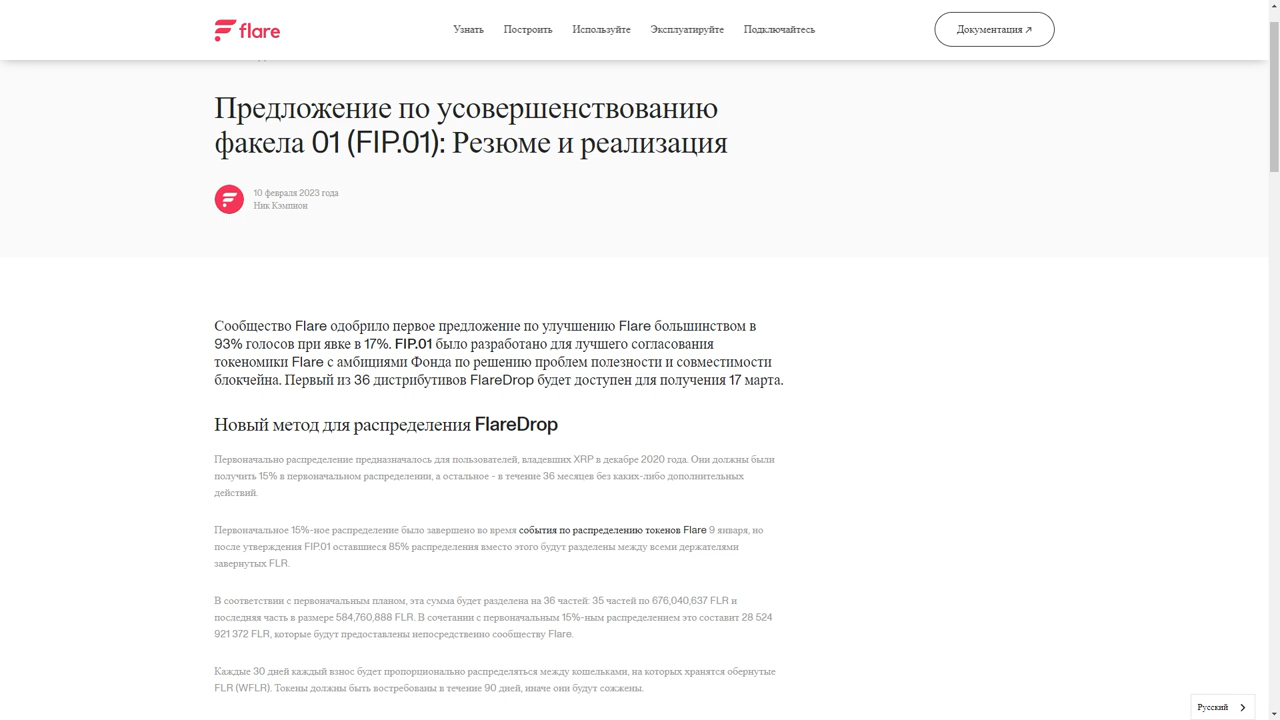 flare
Узнать Построить Используйте Эксплуатируйте Подключайтесь
Документация ↗
Предложение по усовершенствованию
факела 01 (FIP.01): Резюме и реализация
10 февраля 2023 года
Ник Кэмпион
Сообщество Flare одобрило первое предложение по улучшению Flare большинством в
93% голосов при явке в 17%. FIP.01 было разработано для лучшего согласования
токеномики Flare с амбициями Фонда по решению проблем полезности и совместимости
блокчейна. Первый из 36 дистрибутивов FlareDrop будет доступен для получения 17 марта.
Новый метод для распределения FlareDrop
Первоначально распределение предназначалось для пользователей, владевших XRP в декабре 2020 года. Они должны были
получить 15% в первоначальном распределении, а остальное - в течение 36 месяцев без каких-либо дополнительных
действий.
Первоначальное 15%-ное распределение было завершено во время события по распределению токенов Flare 9 января, но
после утверждения FIP.01 оставшиеся 85% распределения вместо этого будут разделены между всеми держателями
завернутых FLR.
В соответствии с первоначальным планом, эта сумма будет разделена на 36 частей: 35 частей по 676,040,637 FLR и
последняя часть в размере 584,760,888 FLR. В сочетании с первоначальным 15%-ным распределением это составит 28 524
921 372 FLR, которые будут предоставлены непосредственно сообществу Flare.
Каждые 30 дней каждый взнос будет пропорционально распределяться между кошельками, на которых хранятся обернутые
FLR (WFLR). Токены должны быть востребованы в течение 90 дней, иначе они будут сожжены.
Русский